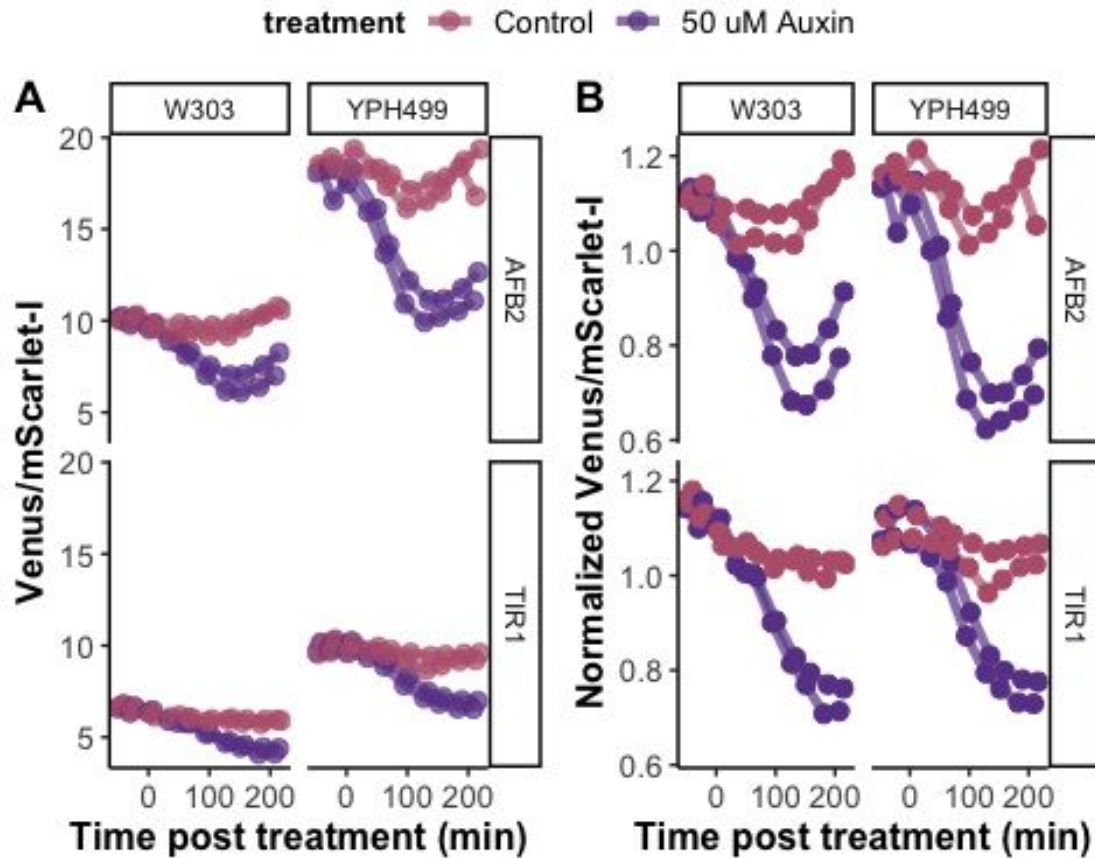 treatment Control 50 uM Auxin
A
W303 YPH499
Venus/mScarlet-I
20
15
10
5
AFB2
20
15
10
5
TIR1
0 100 200 0 100 200
Time post treatment (min)
B
W303 YPH499
Normalized Venus/mScarlet-I
1.2
1.0
0.8
0.6
AFB2
1.2
1.0
0.8
0.6
TIR1
0 100 200 0 100 200
Time post treatment (min)